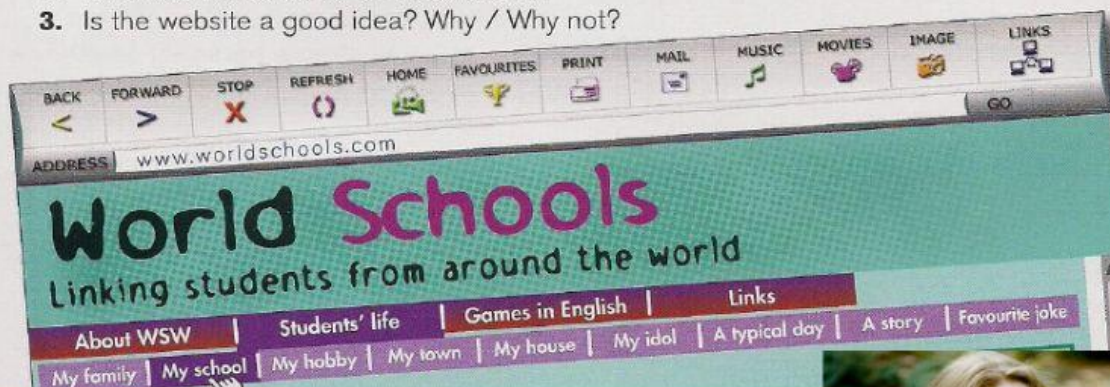 3. Is the website a good idea? Why / Why not?
BACK FORWARD STOP REFRESH HOME FAVOURITES PRINT MAIL MUSIC MOVIES IMAGE LINKS
ADDRESS www.worldschools.com GO
World Schools
Linking students from around the world
About WSW | Students' life | Games in English | Links
My family | My school | My hobby | My town | My house | My idol | A typical day | A story | Favourite joke